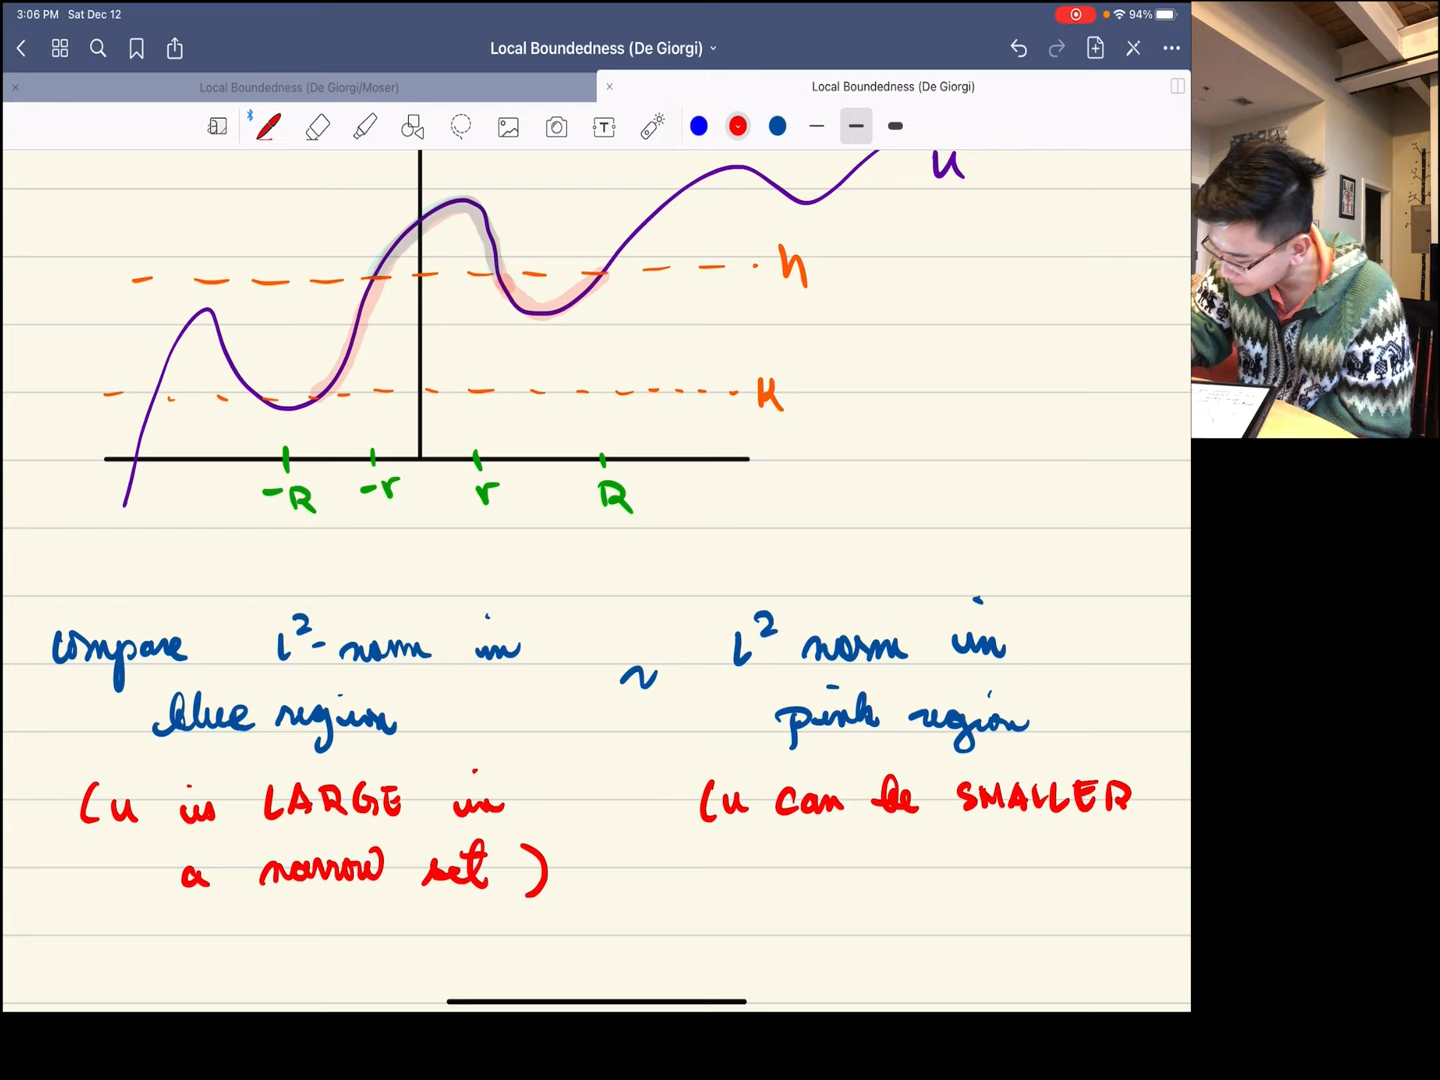 3:06 PM Sat Dec 12
94%
Local Boundedness (De Giorgi)
Local Boundedness (De Giorgi/Moser)
Local Boundedness (De Giorgi)
u
h
k
-R -r r R
compare L²-norm in ~ L² norm in
blue region pink region
(u is LARGE in (u can be SMALLER
a narrow set)